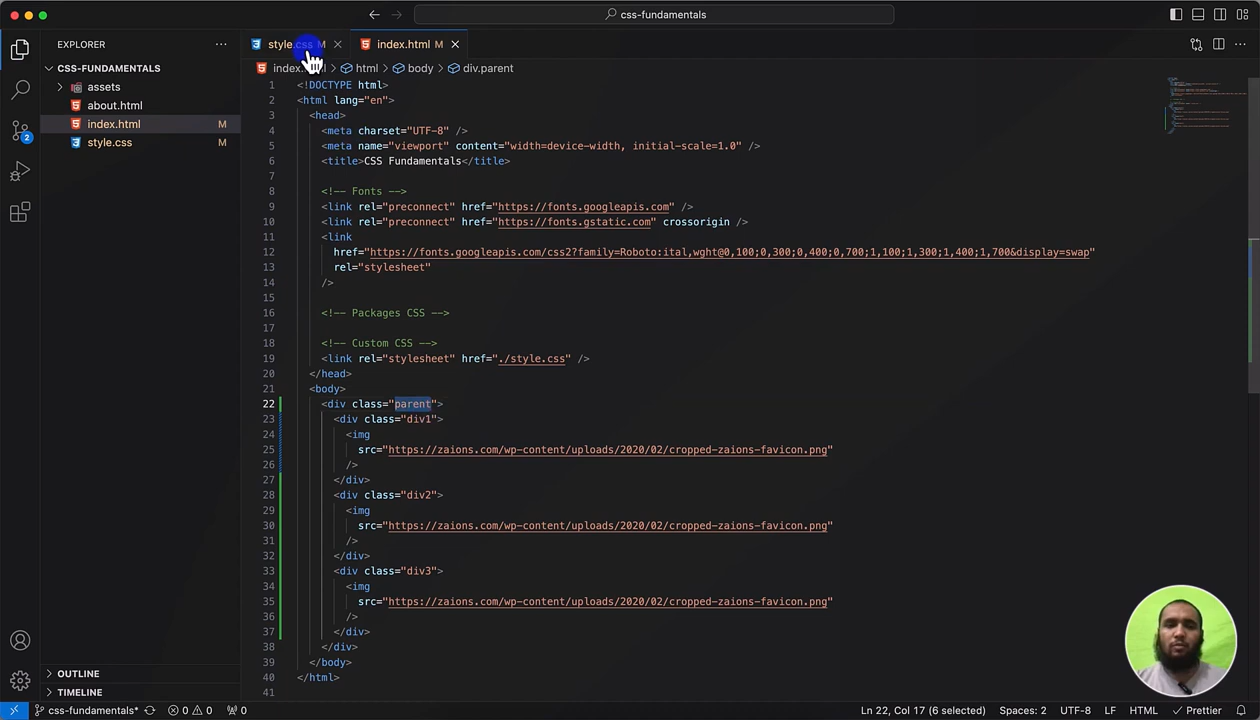 css-fundamentals
EXPLORER
CSS-FUNDAMENTALS
assets
about.html
index.html M
style.css M
2
style.css M
index.html M
index. html body div.parent
1 <!DOCTYPE html>
2 <html lang="en">
3 <head>
4 <meta charset="UTF-8" />
5 <meta name="viewport" content="width=device-width, initial-scale=1.0" />
6 <title>CSS Fundamentals</title>
7
8 <!-- Fonts -->
9 <link rel="preconnect" href="https://fonts.googleapis.com" />
10 <link rel="preconnect" href="https://fonts.gstatic.com" crossorigin />
11 <link
12 href="https://fonts.googleapis.com/css2?family=Roboto:ital,wght@0,100;0,300;0,400;0,700;1,100;1,300;1,400;1,700&display=swap"
13 rel="stylesheet"
14 />
15
16 <!-- Packages CSS -->
17
18 <!-- Custom CSS -->
19 <link rel="stylesheet" href="./style.css" />
20 </head>
21 <body>
22 <div class="parent">
23 <div class="div1">
24 <img
25 src="https://zaions.com/wp-content/uploads/2020/02/cropped-zaions-favicon.png"
26 />
27 </div>
28 <div class="div2">
29 <img
30 src="https://zaions.com/wp-content/uploads/2020/02/cropped-zaions-favicon.png"
31 />
32 </div>
33 <div class="div3">
34 <img
35 src="https://zaions.com/wp-content/uploads/2020/02/cropped-zaions-favicon.png"
36 />
37 </div>
38 </div>
39 </body>
40 </html>
41
OUTLINE
TIMELINE
css-fundamentals* 0 0 0 Ln 22, Col 17 (6 selected) Spaces: 2 UTF-8 LF HTML Prettier